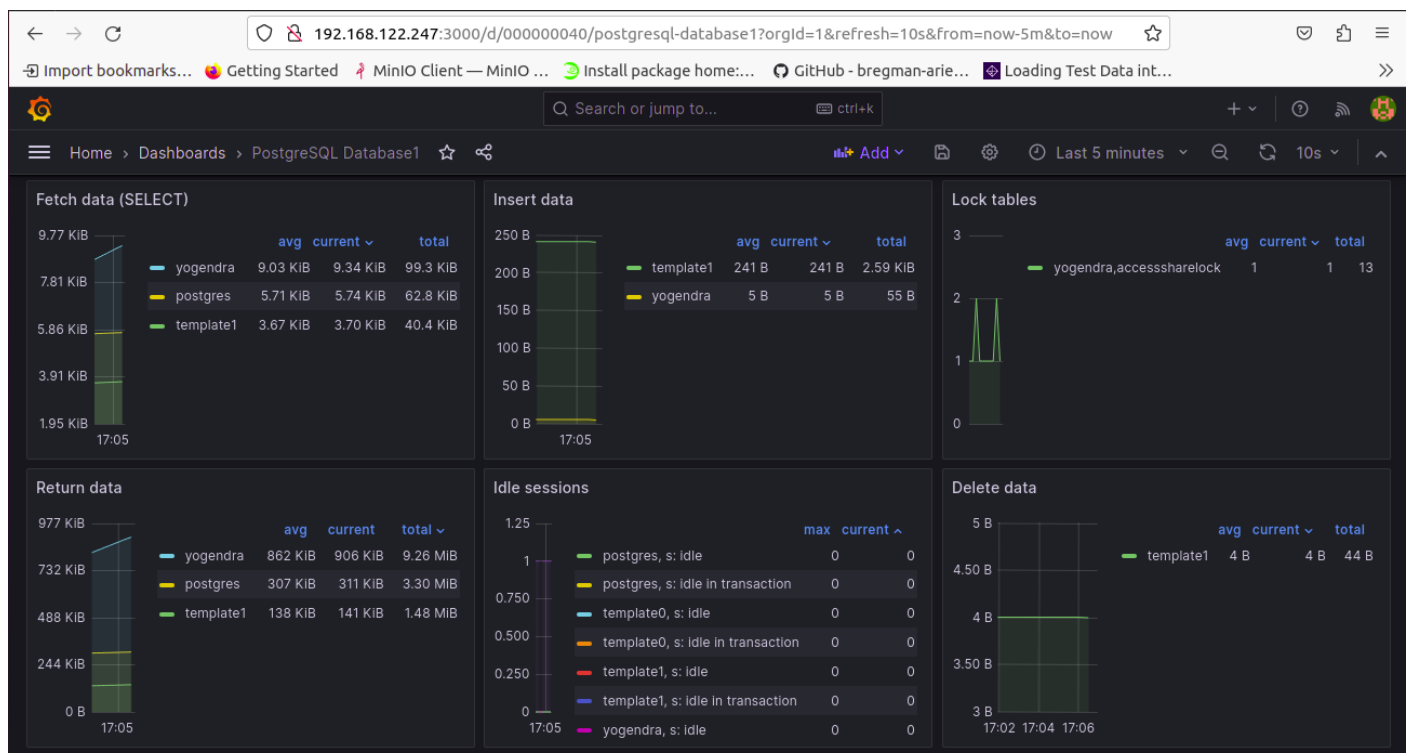 192.168.122.247:3000/d/000000040/postgresql-database1?orgId=1&refresh=10s&from=now-5m&to=now
Import bookmarks... Getting Started MinIO Client — MinIO ... Install package home:... GitHub - bregman-arie... Loading Test Data int...
Search or jump to... ctrl+k
Home › Dashboards › PostgreSQL Database1 Add Last 5 minutes 10s
Fetch data (SELECT)
9.77 KiB
7.81 KiB
5.86 KiB
3.91 KiB
1.95 KiB
17:05
avg current total
yogendra 9.03 KiB 9.34 KiB 99.3 KiB
postgres 5.71 KiB 5.74 KiB 62.8 KiB
template1 3.67 KiB 3.70 KiB 40.4 KiB
Insert data
250 B
200 B
150 B
100 B
50 B
0 B
17:05
avg current total
template1 241 B 241 B 2.59 KiB
yogendra 5 B 5 B 55 B
Lock tables
3
2
1
0
avg current total
yogendra,accesssharelock 1 1 13
Return data
977 KiB
732 KiB
488 KiB
244 KiB
0 B
17:05
avg current total
yogendra 862 KiB 906 KiB 9.26 MiB
postgres 307 KiB 311 KiB 3.30 MiB
template1 138 KiB 141 KiB 1.48 MiB
Idle sessions
1.25
1
0.750
0.500
0.250
0
17:05
max current
postgres, s: idle 0 0
postgres, s: idle in transaction 0 0
template0, s: idle 0 0
template0, s: idle in transaction 0 0
template1, s: idle 0 0
template1, s: idle in transaction 0 0
yogendra, s: idle 0 0
Delete data
5 B
4.50 B
4 B
3.50 B
3 B
17:02 17:04 17:06
avg current total
template1 4 B 4 B 44 B